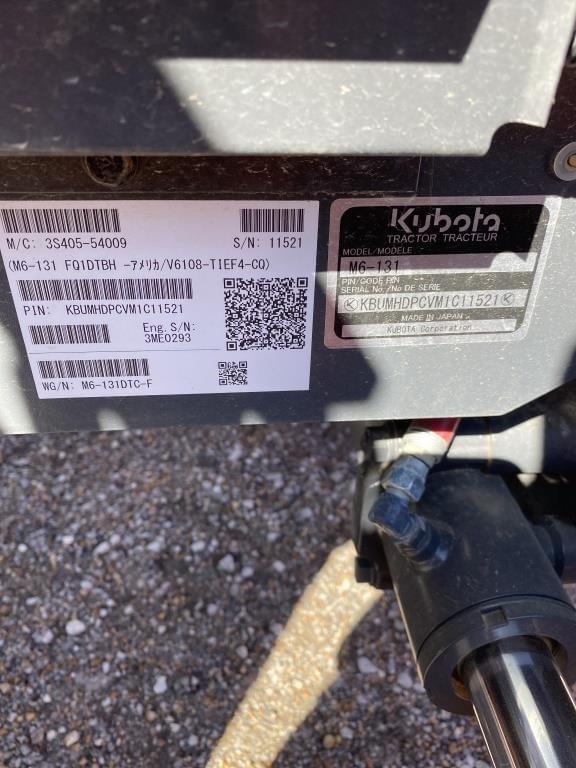 M/C: 3S405-54009
S/N: 11521
(M6-131 FQ1DTBH -アメリカ/V6108-TIEF4-CQ)
PIN: KBUMHDPCVM1C11521
Eng. S/N:
3ME0293
WG/N: M6-131DTC-F
Kubota
TRACTOR TRACTEUR
MODEL/MODELE
M6-131
PIN/CODE PIN
SERIAL No./No DE SERIE
KBUMHDPCVM1C11521
MADE IN JAPAN
KUBOTA Corporation